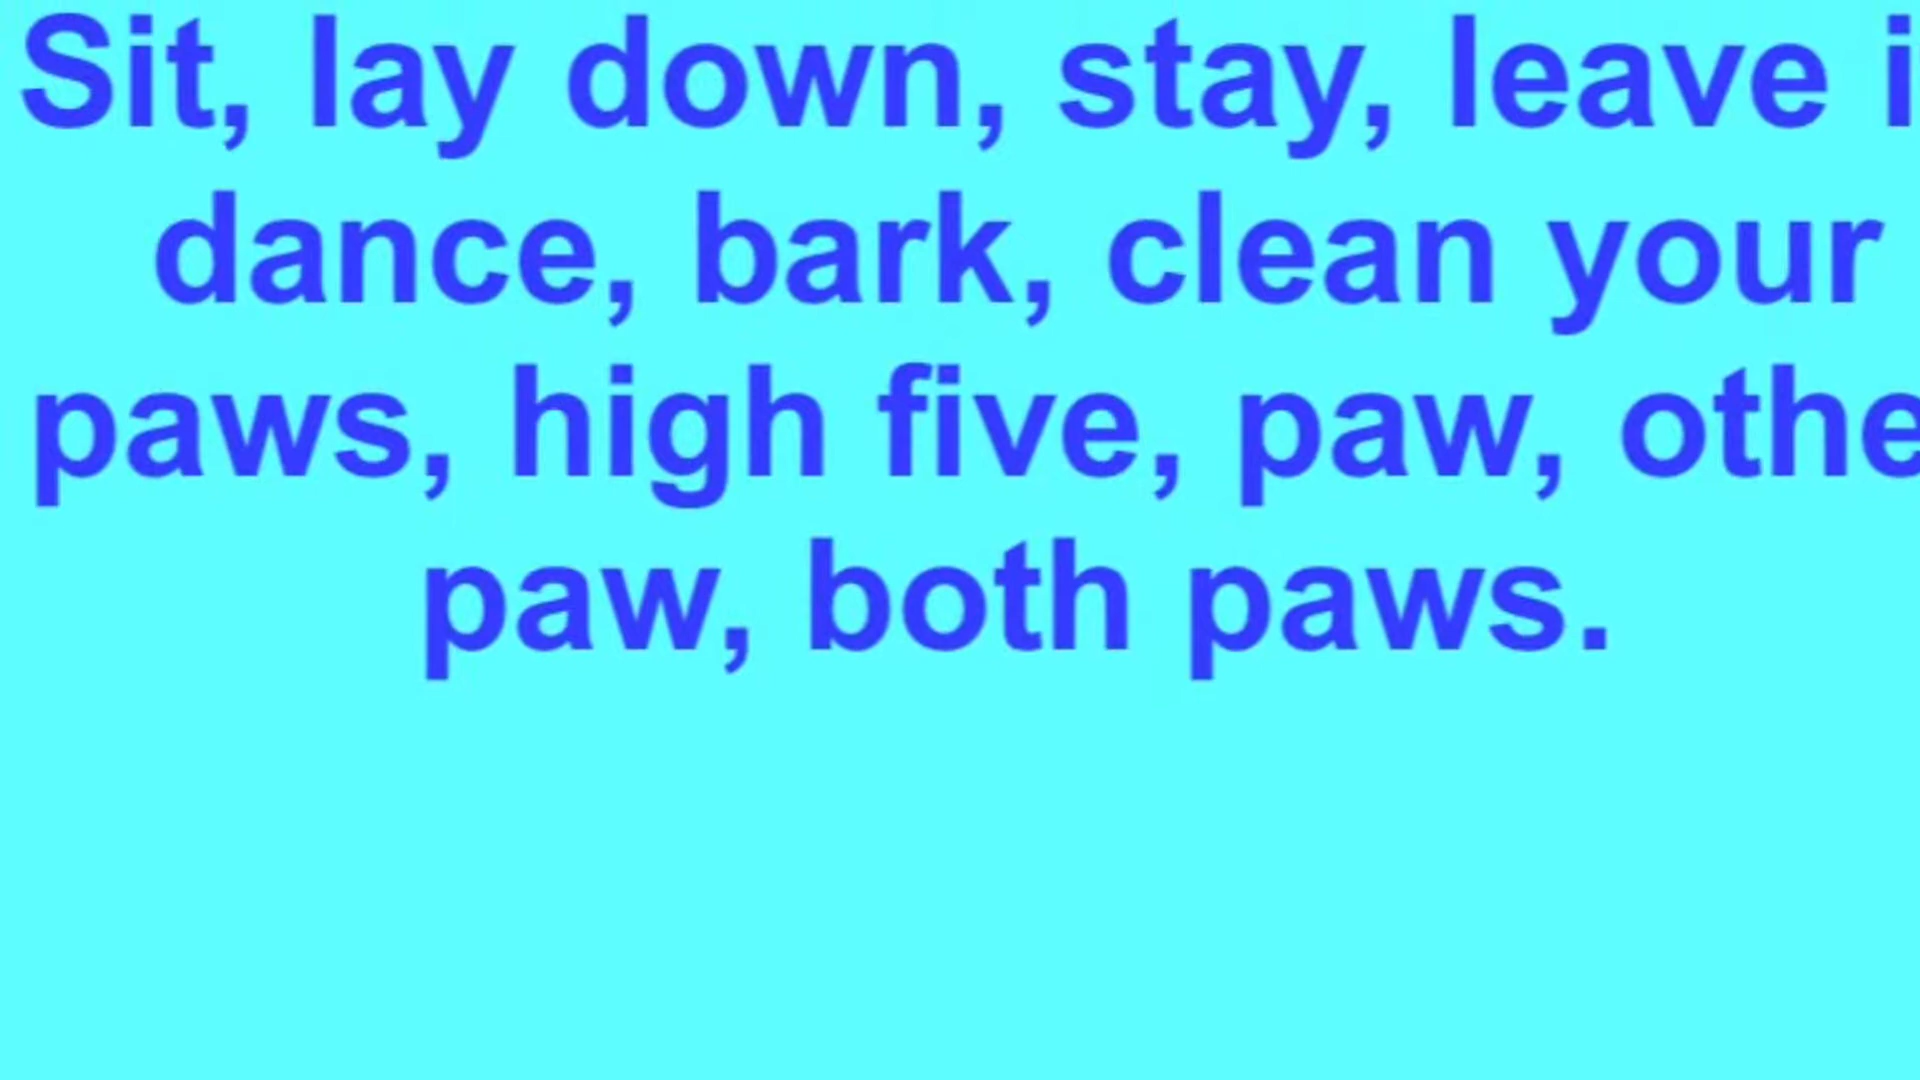 Sit, lay down, stay, leave i
dance, bark, clean your
paws, high five, paw, othe
paw, both paws.